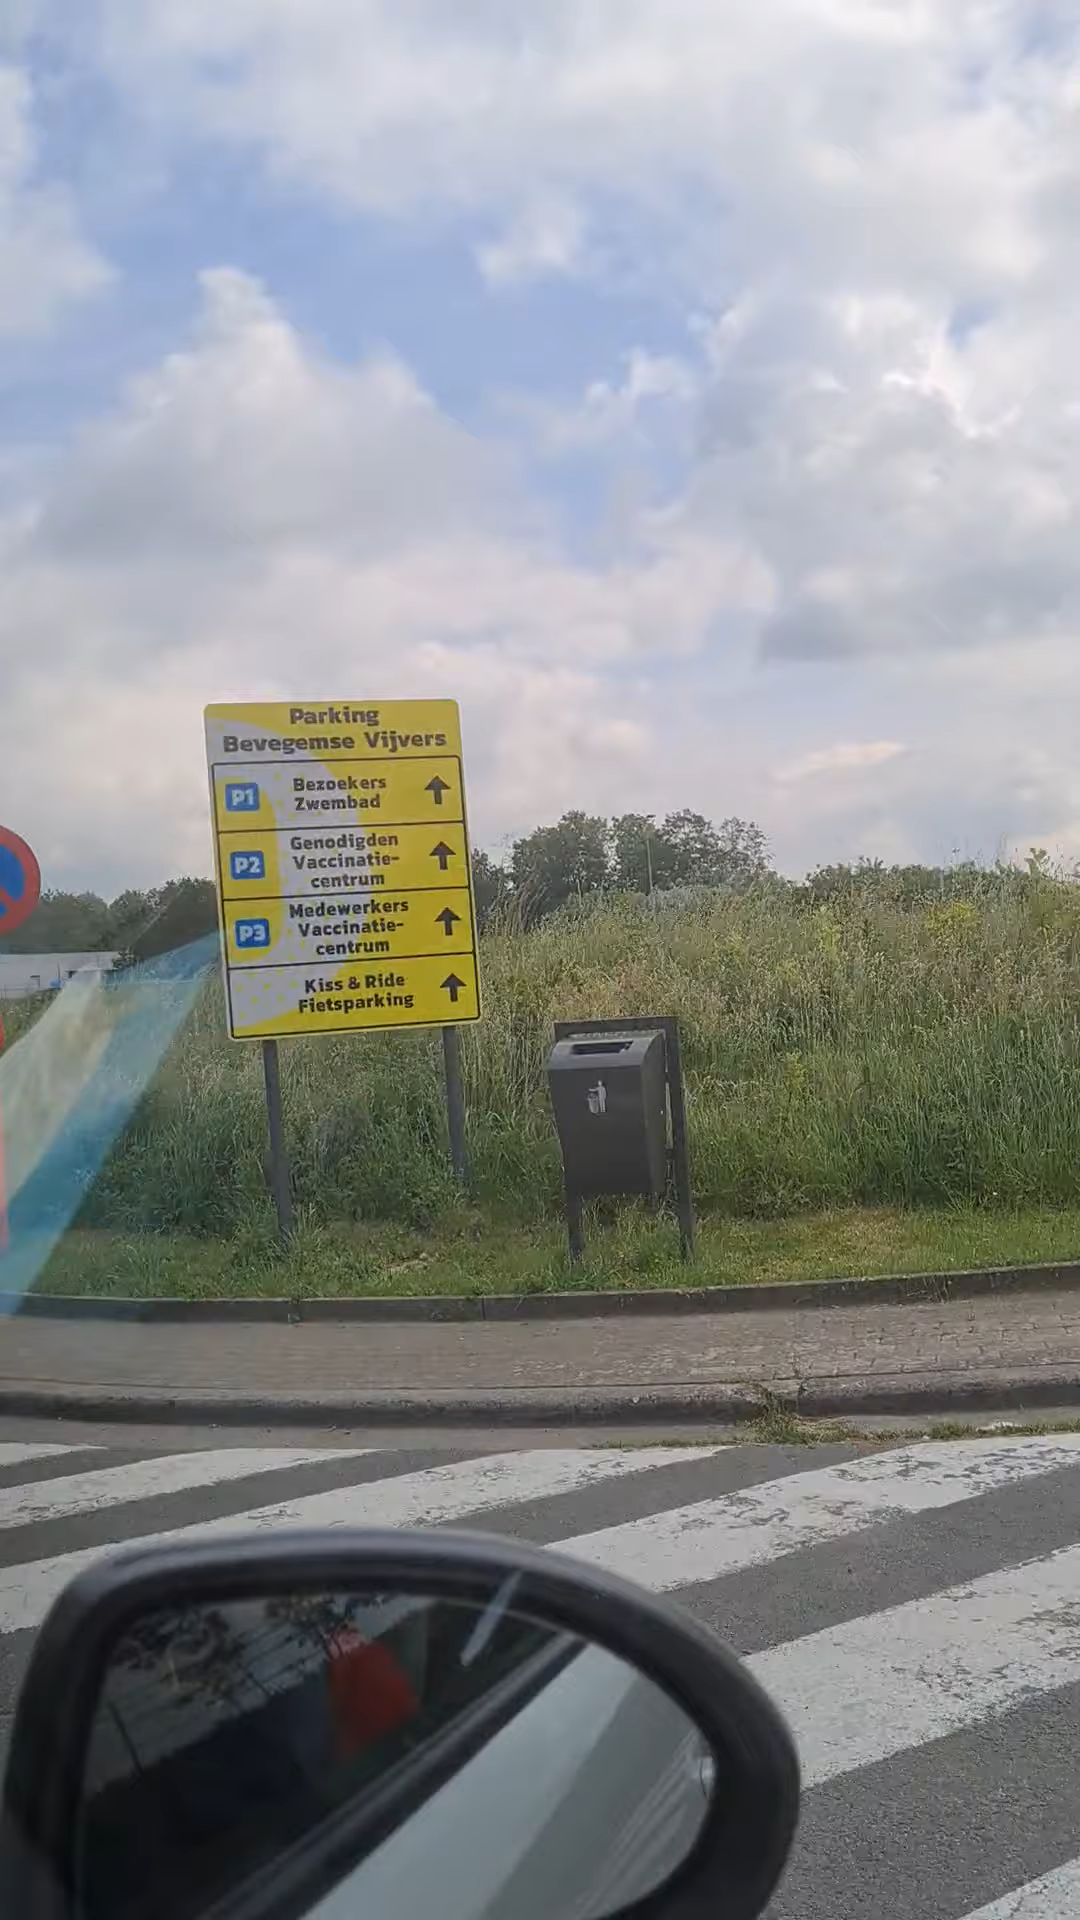 Parking
Bevegemse Vijvers
P1
Bezoekers
Zwembad
P2
Genodigden
Vaccinatie-
centrum
P3
Medewerkers
Vaccinatie-
centrum
Kiss & Ride
Fietsparking